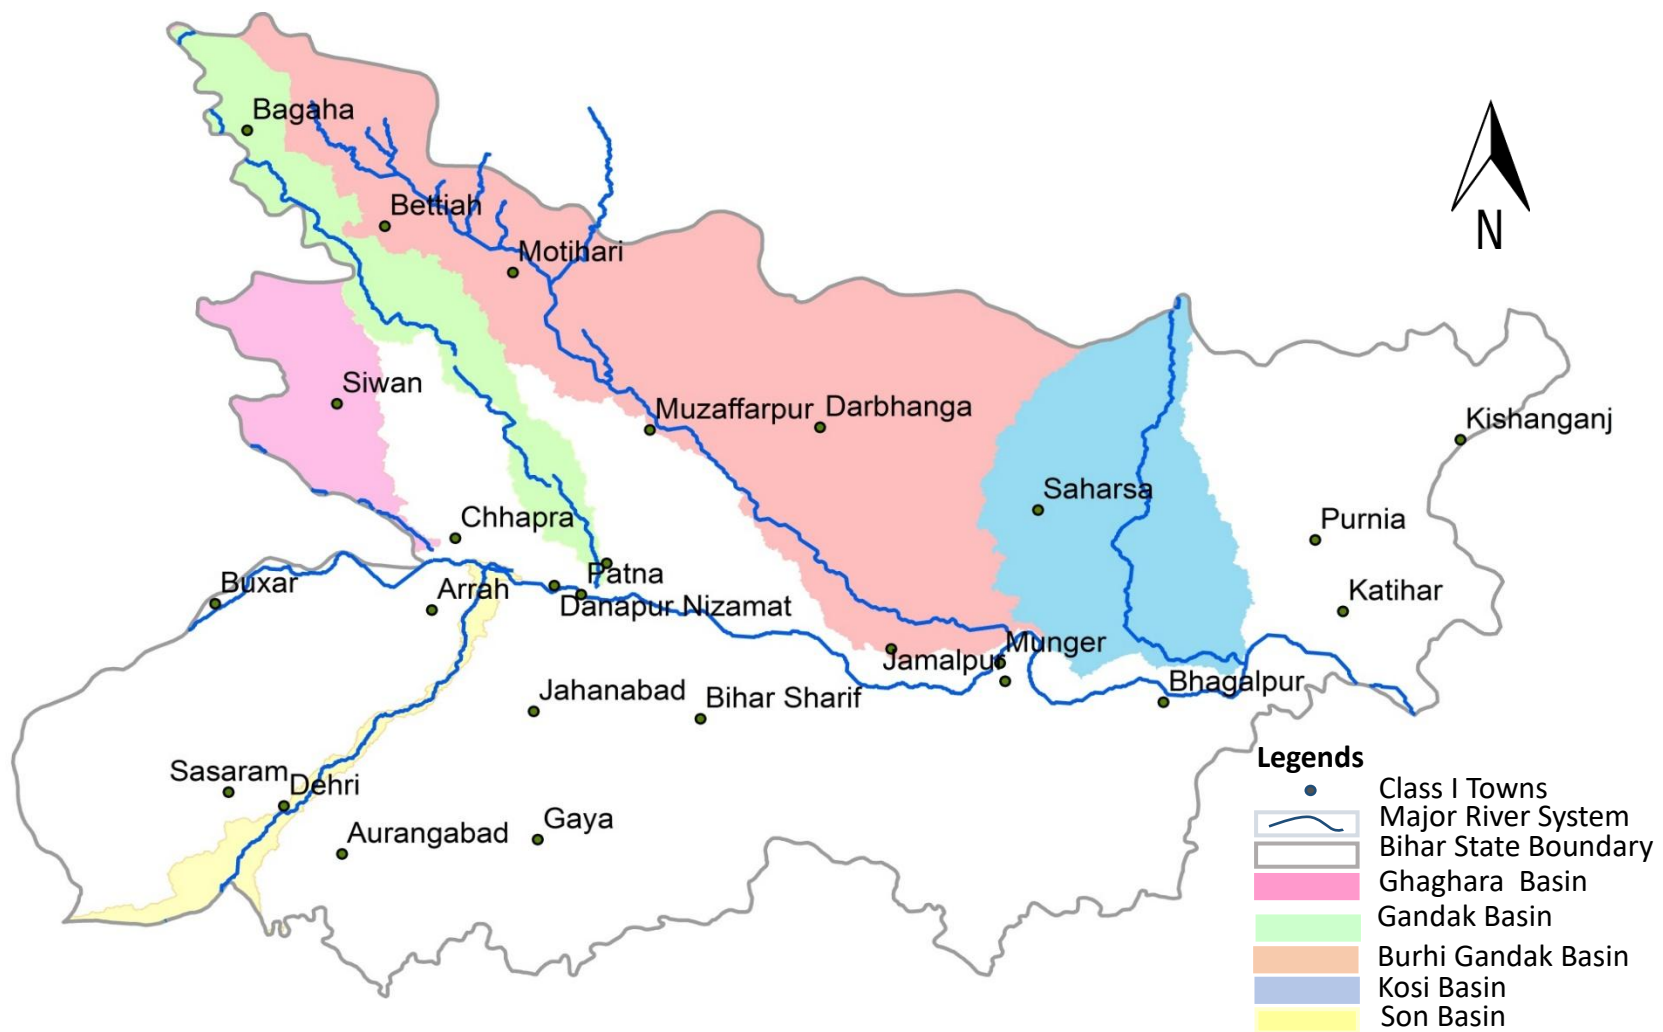 Bagaha
Bettiah
Motihari
N
Siwan
Muzaffarpur
Darbhanga
Kishanganj
Saharsa
Chhapra
Purnia
Patna
Buxar
Arrah
Danapur Nizamat
Katihar
Munger
Jamalpur
Jahanabad
Bihar Sharif
Bhagalpur
Sasaram
Dehri
Aurangabad
Gaya
Legends
Class I Towns
Major River System
Bihar State Boundary
Ghaghara Basin
Gandak Basin
Burhi Gandak Basin
Kosi Basin
Son Basin